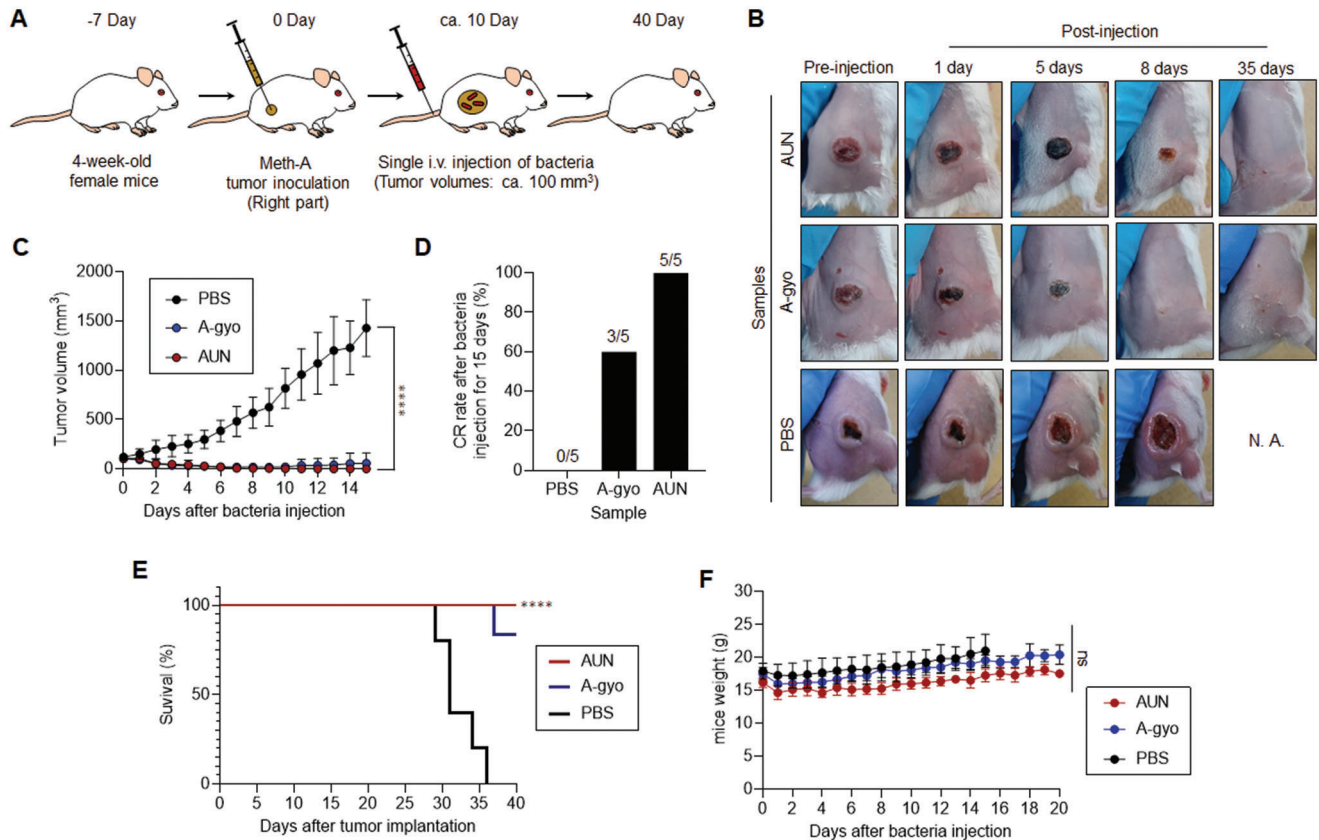 A
-7 Day
0 Day
ca. 10 Day
40 Day
4-week-old
female mice
Meth-A
tumor inoculation
(Right part)
Single i.v. injection of bacteria
(Tumor volumes: ca. 100 mm³)
B
Post-injection
Pre-injection
1 day
5 days
8 days
35 days
Samples
AUN
A-gyo
PBS
N. A.
C
Tumor volume (mm³)
2000
1500
1000
500
0
PBS
A-gyo
AUN
****
0 2 4 6 8 10 12 14
Days after bacteria injection
D
CR rate after bacteria
injection for 15 days (%)
100
80
60
40
20
0
0/5
3/5
5/5
PBS A-gyo AUN
Sample
E
Suvival (%)
100
50
0
****
AUN
A-gyo
PBS
0 5 10 15 20 25 30 35 40
Days after tumor implantation
F
mice weight (g)
30
25
20
15
10
5
0
ns
AUN
A-gyo
PBS
0 2 4 6 8 10 12 14 16 18 20
Days after bacteria injection